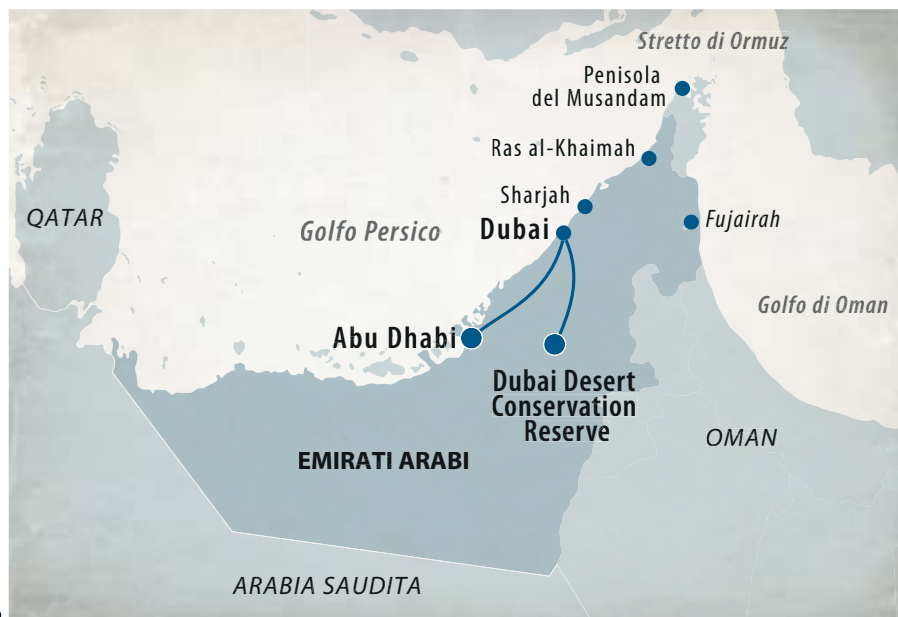 Stretto di Ormuz
Penisola
del Musandam
Ras al-Khaimah
Sharjah
QATAR
Golfo Persico
Dubai
Fujairah
Golfo di Oman
Abu Dhabi
Dubai Desert
Conservation
Reserve
OMAN
EMIRATI ARABI
ARABIA SAUDITA